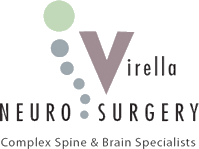 Virella
NEURO SURGERY
Complex Spine & Brain Specialists